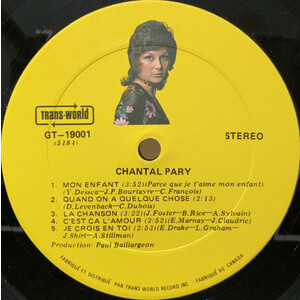 TRANS-WORLD
GT-19001
(5184)
STEREO
CHANTAL PARY
1. MON ENFANT (3:52)(Parce que je t'aime mon enfant)
(Y. Dessca-J.P. Bourtayre-C. François)
2. QUAND ON A QUELQUE CHOSE (2:13)
(D. Levenback-C. Dubois)
3. LA CHANSON (3:22)(J. Foster-B. Rice-A. Sylvain)
4. C'EST ÇA L'AMOUR (E. Marnay-J. Claudric)
5. JE CROIS EN TOI (2:53)(E. Drake-L. Graham-
J. Shirl-A. Stillman)
Production: Paul Baillargeon
FABRIQUÉ ET DISTRIBUÉ PAR TRANS WORLD RECORD INC. FABRIQUÉ AU CANADA